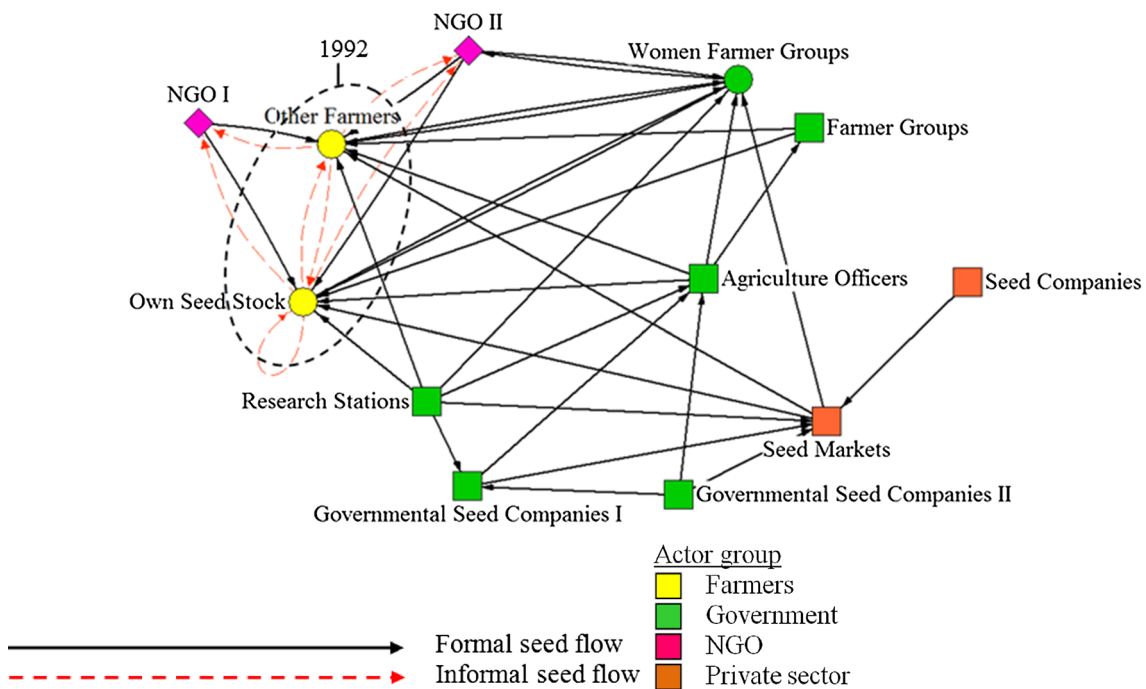 NGO II
1992
Women Farmer Groups
NGO I
Other Farmers
Farmer Groups
Agriculture Officers
Seed Companies
Own Seed Stock
Research Stations
Seed Markets
Governmental Seed Companies II
Governmental Seed Companies I
Actor group
Farmers
Government
Formal seed flow
NGO
Informal seed flow
Private sector